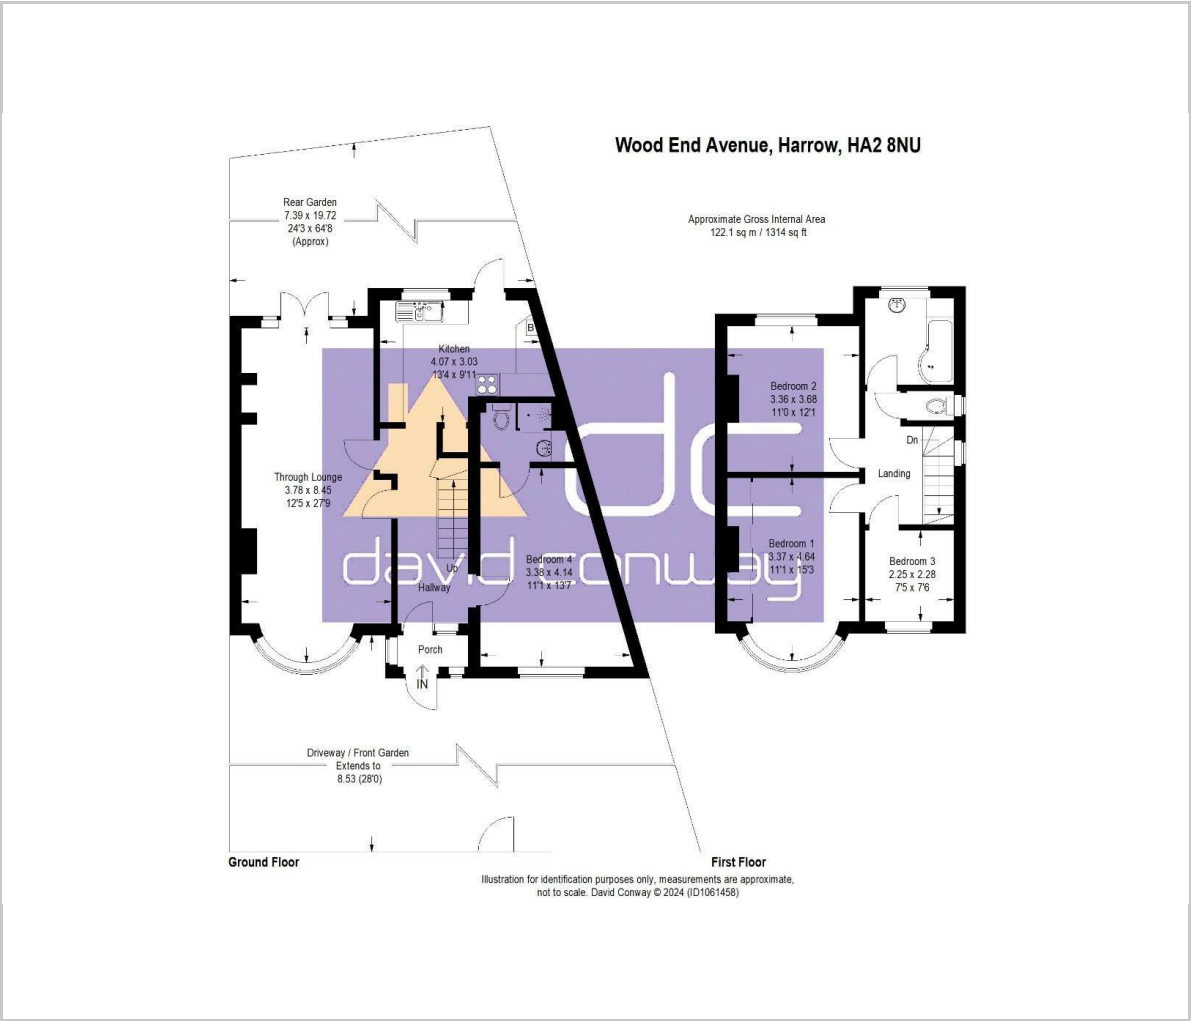 Wood End Avenue, Harrow, HA2 8NU
Approximate Gross Internal Area
122.1 sq m / 1314 sq ft
Rear Garden
7.39 x 19.72
24'3 x 64'8
(Approx)
Kitchen
4.07 x 3.03
13'4 x 9'11
B
Through Lounge
3.78 x 8.45
12'5 x 27'9
Bedroom 4
3.38 x 4.14
11'1 x 13'7
Up
Hallway
Porch
IN
Driveway / Front Garden
Extends to
8.53 (28'0)
Ground Floor
Bedroom 2
3.36 x 3.68
11'0 x 12'1
Dn
Landing
Bedroom 1
3.37 x 4.64
11'1 x 15'3
Bedroom 3
2.25 x 2.28
7'5 x 7'6
dc
david conway
First Floor
Illustration for identification purposes only, measurements are approximate,
not to scale. David Conway © 2024 (ID1061458)